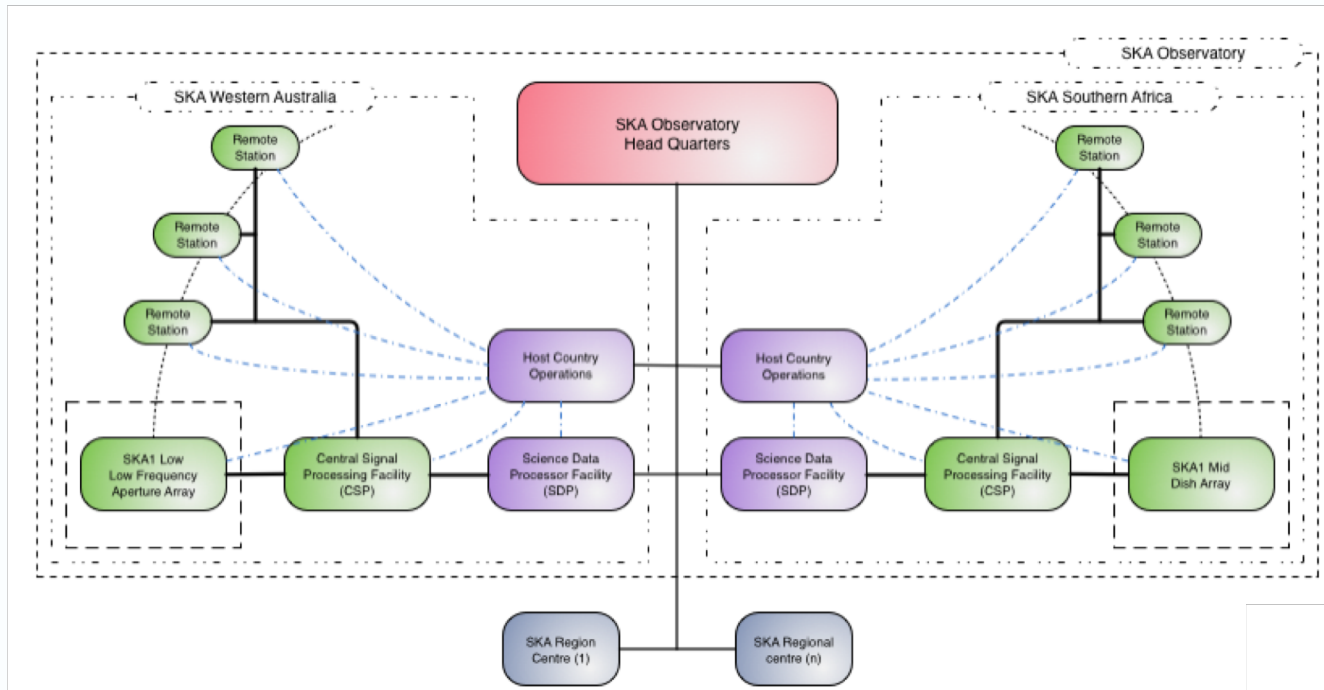 SKA Observatory
SKA Western Australia
SKA Southern Africa
SKA Observatory
Head Quarters
Remote
Station
Remote
Station
Remote
Station
Remote
Station
Remote
Station
Remote
Station
Host Country
Operations
Host Country
Operations
SKA1 Low
Low Frequency
Aperture Array
Central Signal
Processing Facility
(CSP)
Science Data
Processor Facility
(SDP)
Science Data
Processor Facility
(SDP)
Central Signal
Processing Facility
(CSP)
SKA1 Mid
Dish Array
SKA Region
Centre (1)
SKA Regional
centre (n)